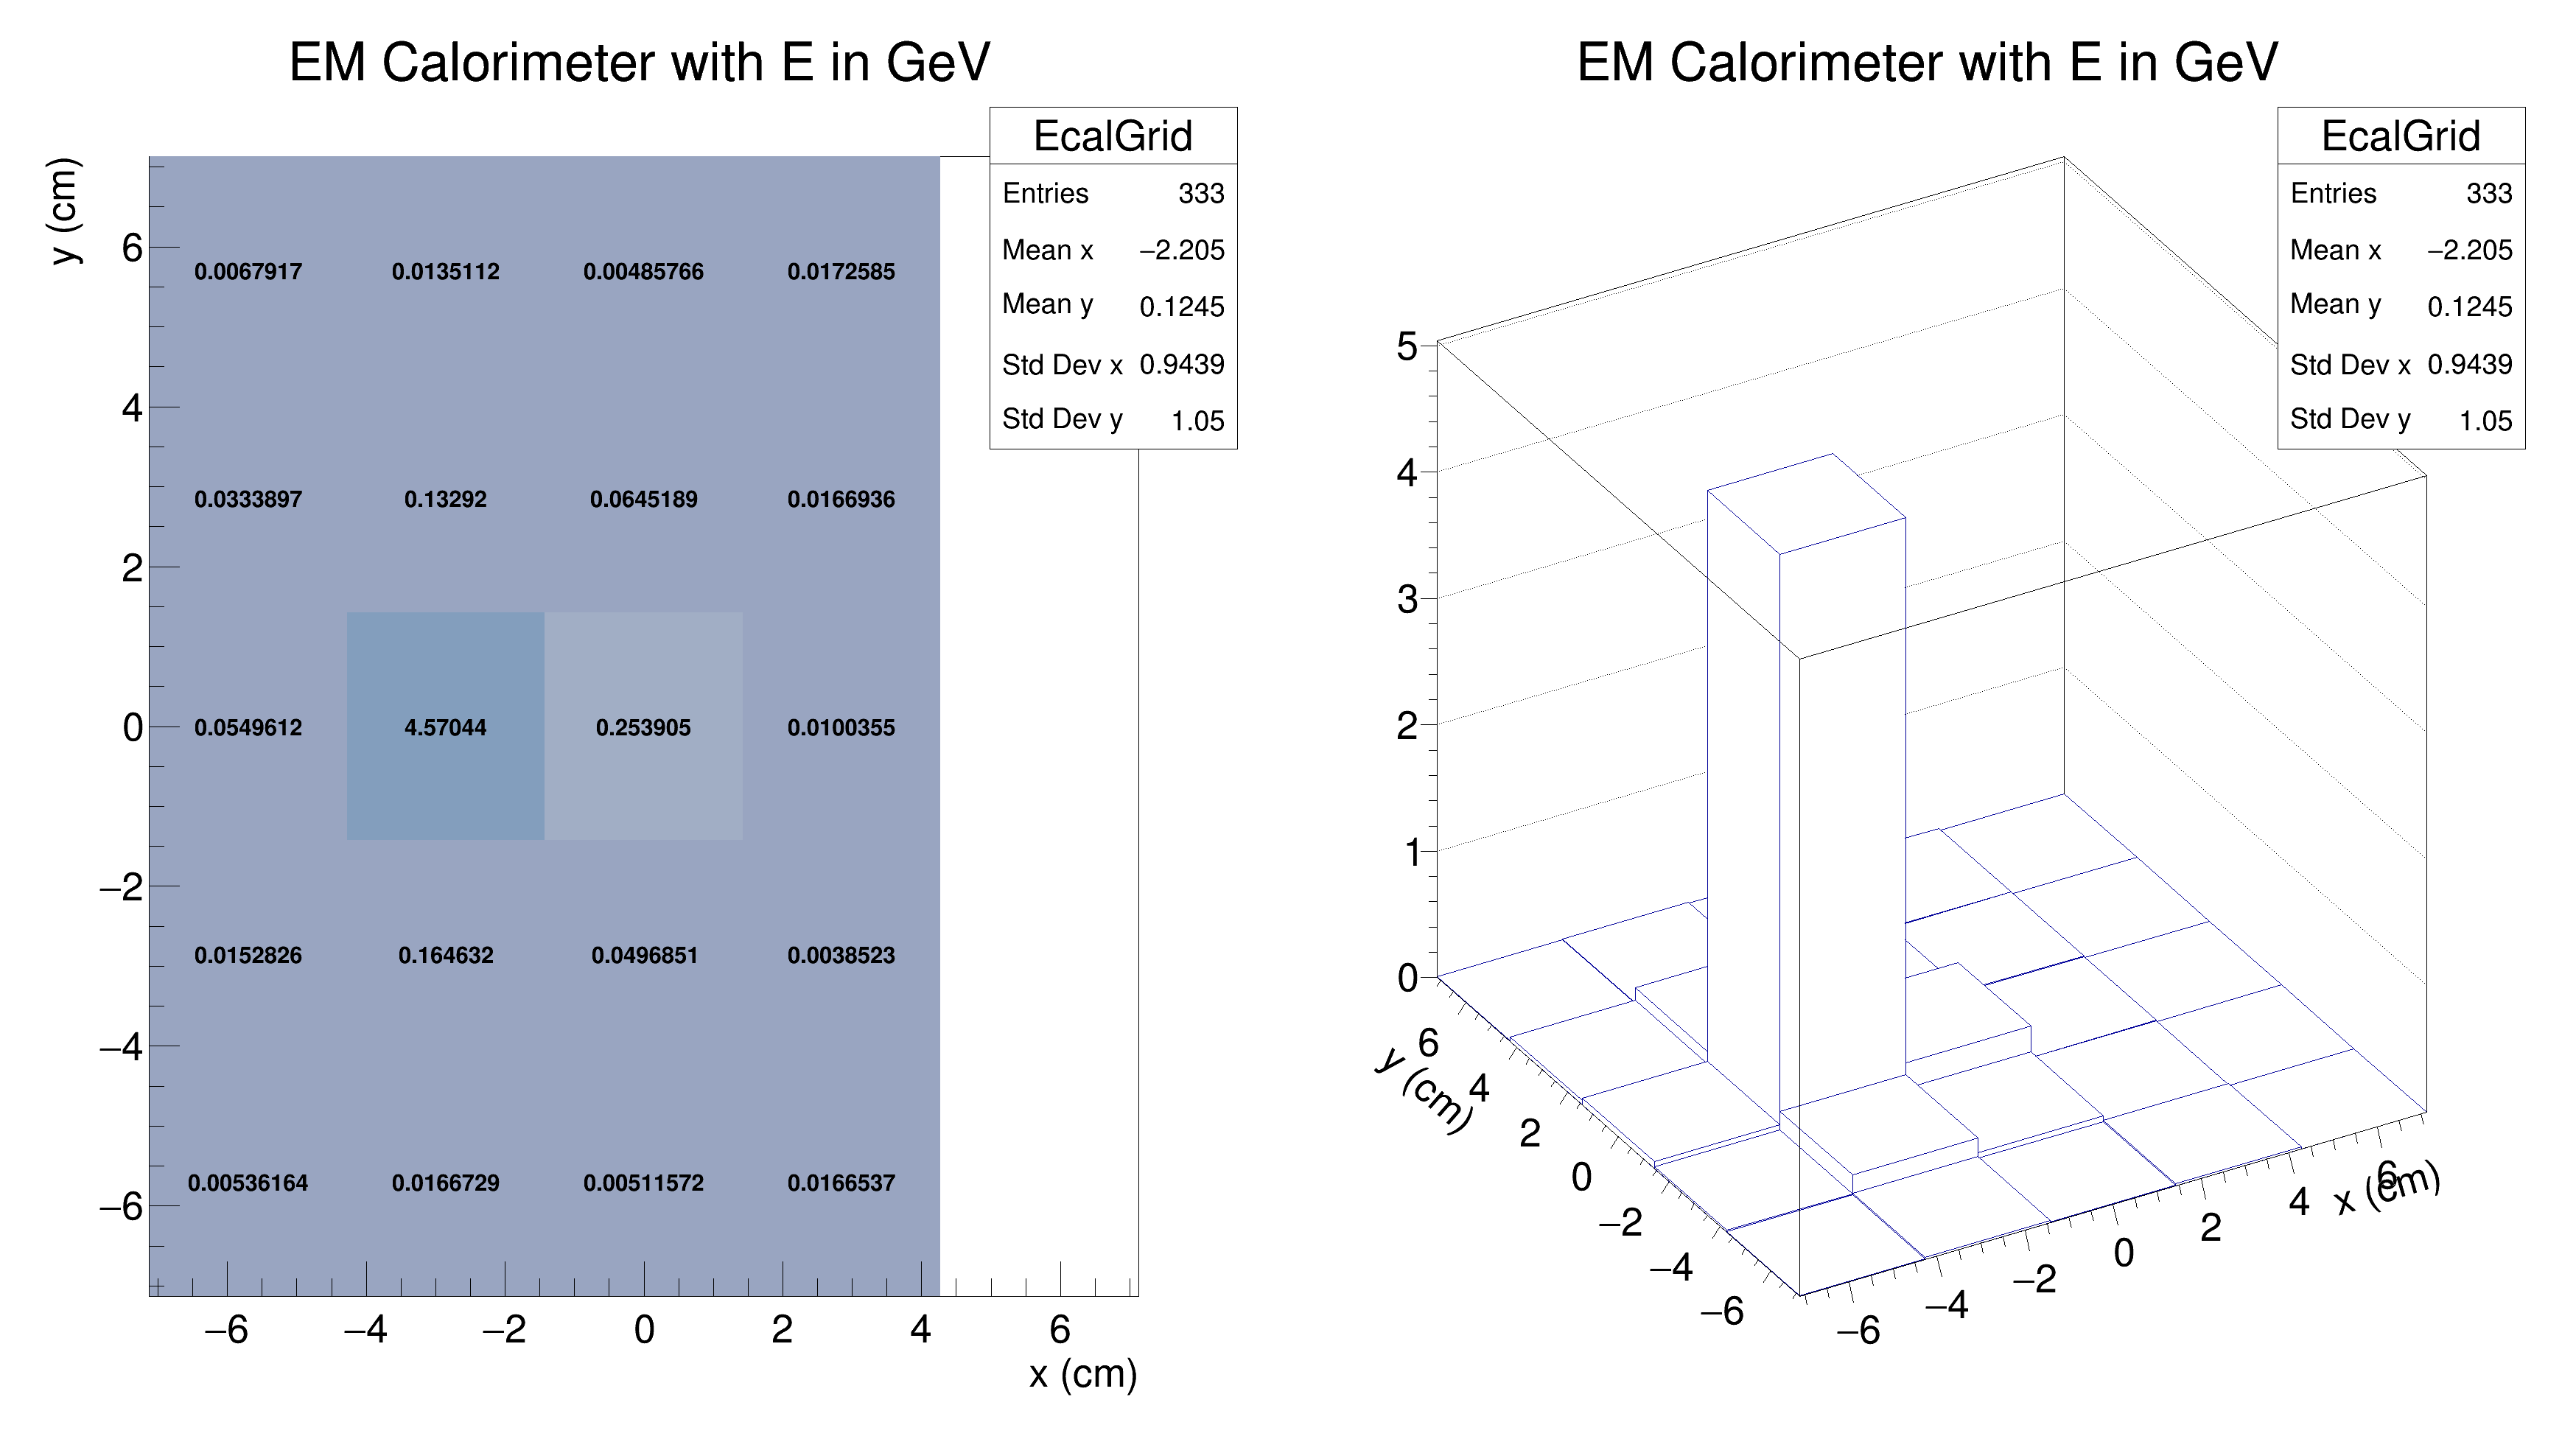 EM Calorimeter with E in GeV
EcalGrid
Entries 333
Mean x −2.205
Mean y 0.1245
Std Dev x 0.9439
Std Dev y 1.05
y (cm)
6
4
2
0
−2
−4
−6
0.0067917 0.0135112 0.00485766 0.0172585
0.0333897 0.13292 0.0645189 0.0166936
0.0549612 4.57044 0.253905 0.0100355
0.0152826 0.164632 0.0496851 0.0038523
0.00536164 0.0166729 0.00511572 0.0166537
−6 −4 −2 0 2 4 6
x (cm)
EM Calorimeter with E in GeV
EcalGrid
Entries 333
Mean x −2.205
Mean y 0.1245
Std Dev x 0.9439
Std Dev y 1.05
5
4
3
2
1
0
6
4
2
0
−2
−4
−6
y (cm)
−6
−4
−2
0
2
4
6
x (cm)